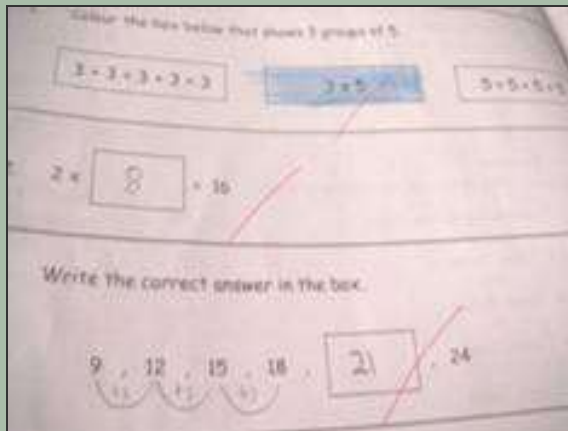 Colour the box below that shows 3 groups of 5.
3 + 3 + 3 + 3 + 3
3 x 5
5 + 5 + 5 + 5
2 x 8 = 16
Write the correct answer in the box.
9 , 12 , 15 , 18 , 21 , 24
+3 +3 +3